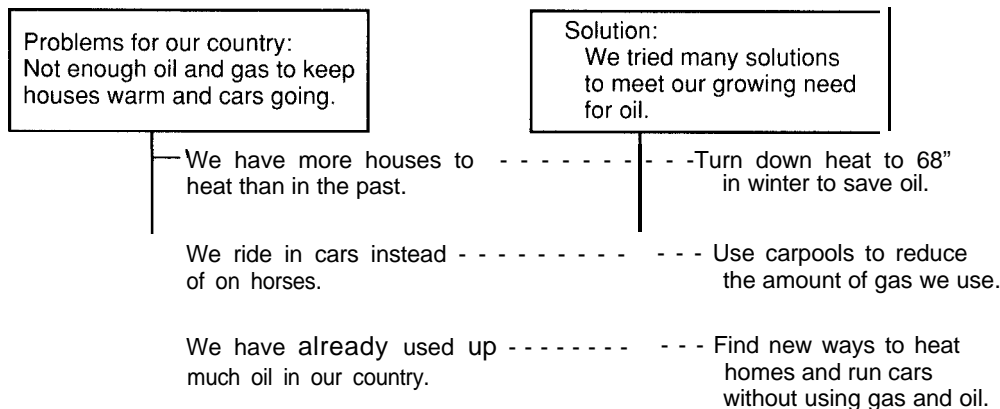 Problems for our country:
Not enough oil and gas to keep
houses warm and cars going.
Solution:
We tried many solutions
to meet our growing need
for oil.
We have more houses to - - - - - - - - - - -Turn down heat to 68”
heat than in the past.
in winter to save oil.
We ride in cars instead - - - - - - - - - - - - Use carpools to reduce
of on horses.
the amount of gas we use.
We have already used up - - - - - - - - - - - Find new ways to heat
much oil in our country.
homes and run cars
without using gas and oil.